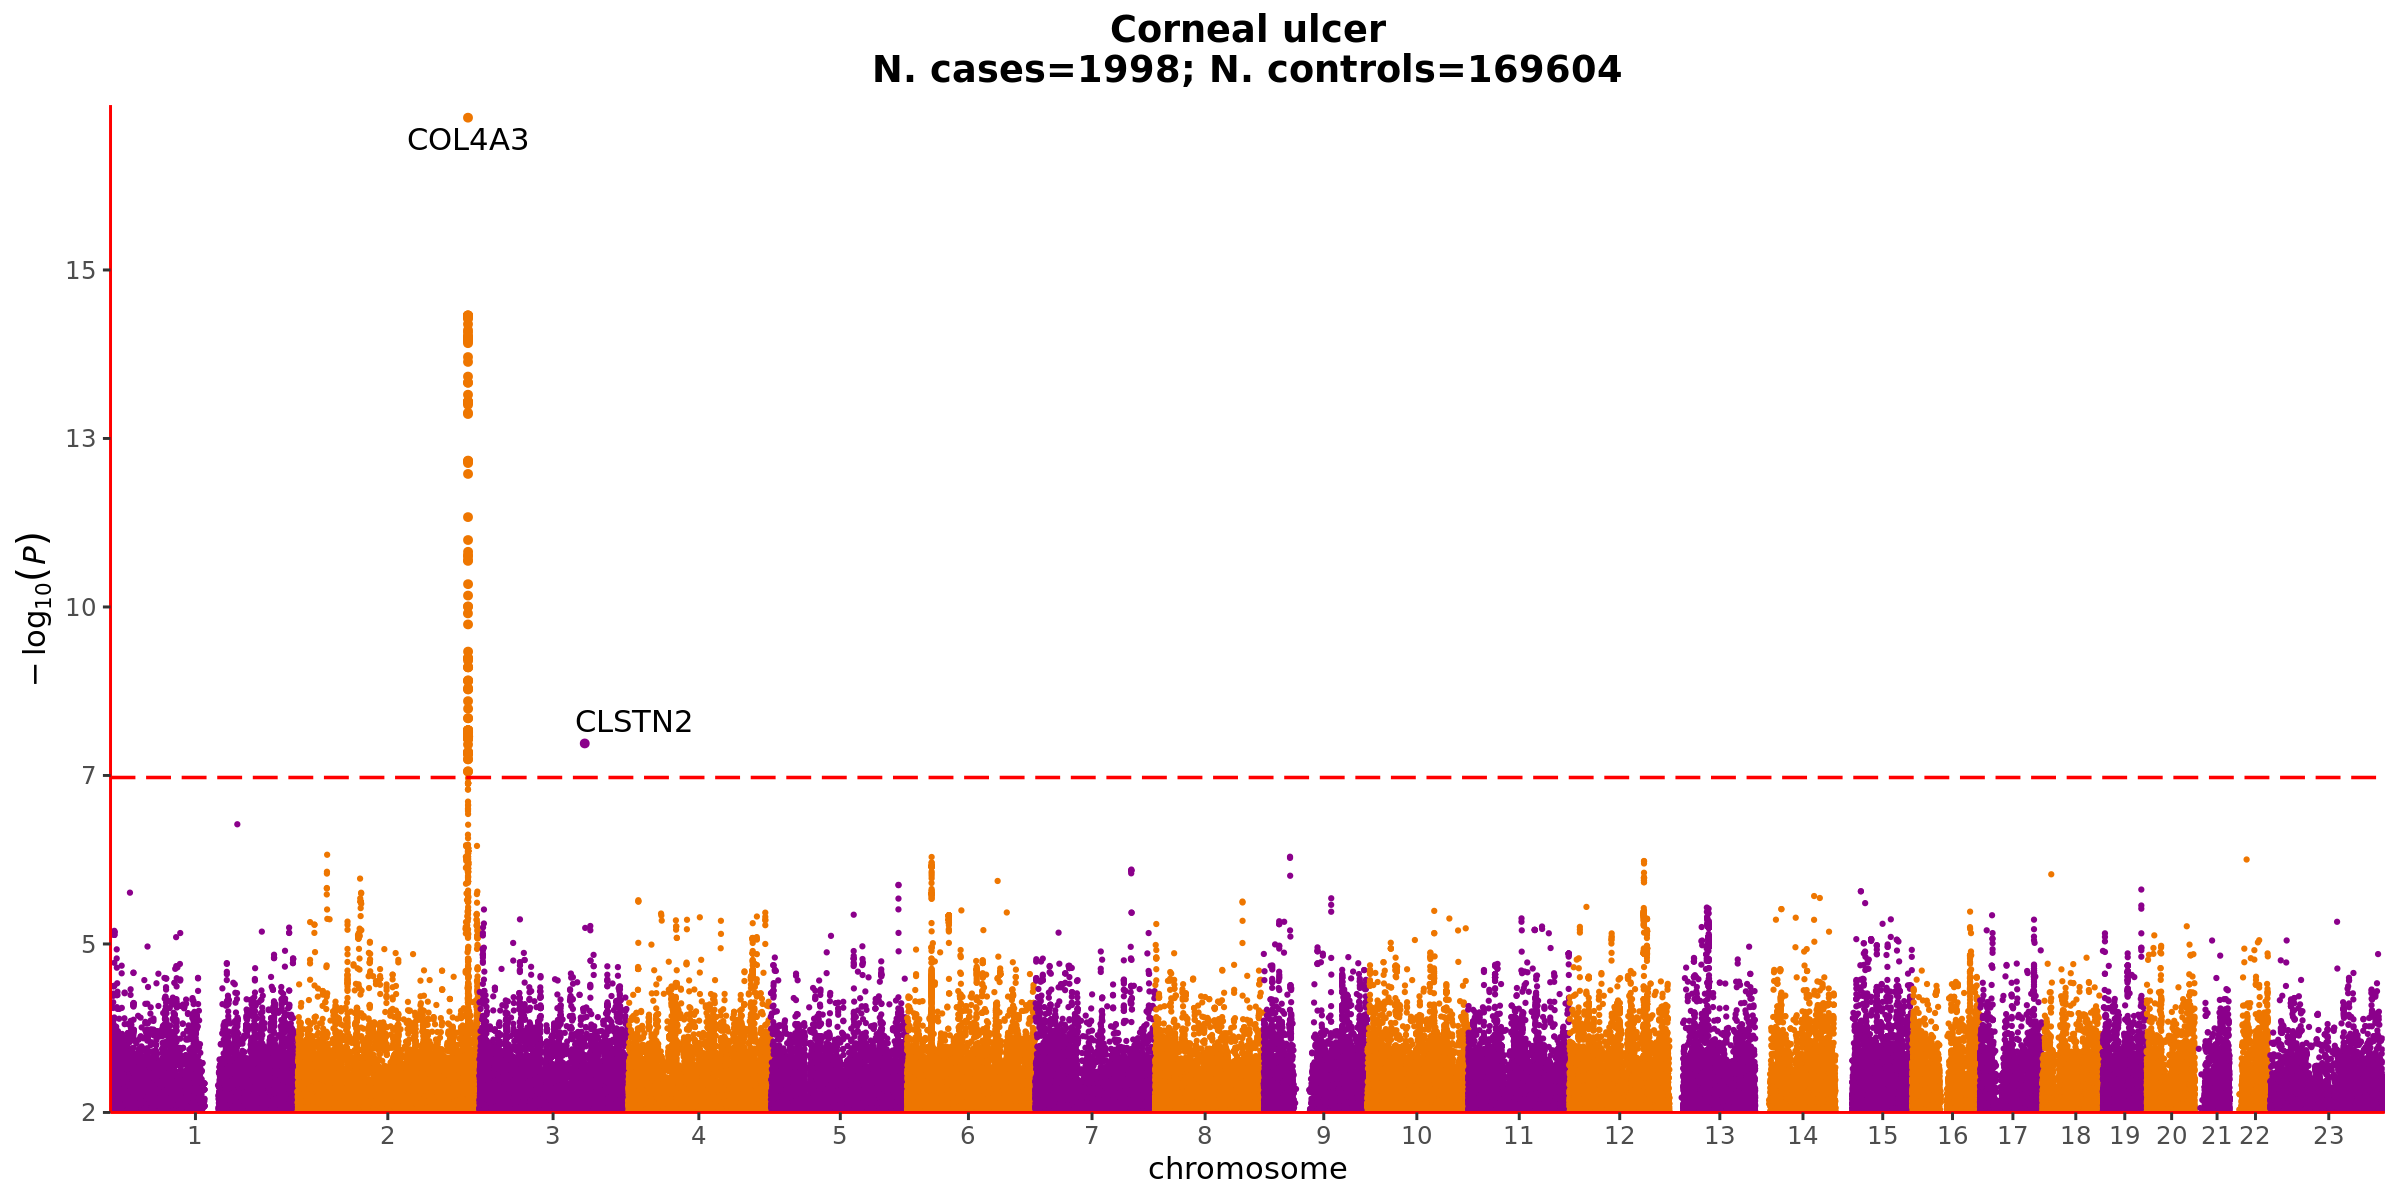 Corneal ulcer
N. cases=1998; N. controls=169604
COL4A3
CLSTN2
15
13
10
7
5
2
−log₁₀(P)
1 2 3 4 5 6 7 8 9 10 11 12 13 14 15 16 17 18 19 20 21 22 23
chromosome